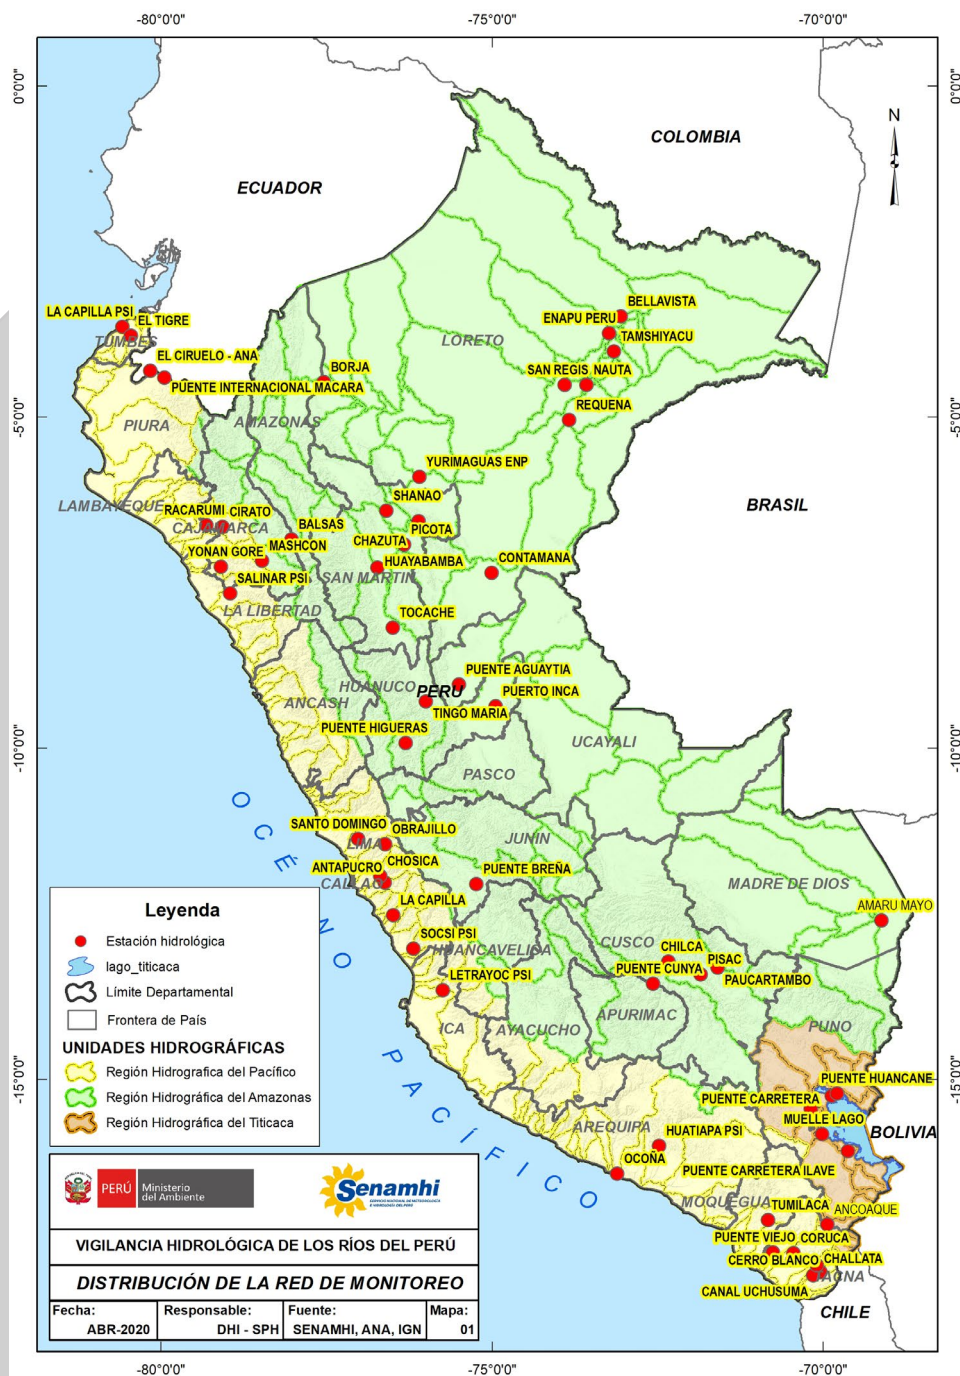 -80°0'0"
-75°0'0"
-70°0'0"
0°0'0"
0°0'0"
N
COLOMBIA
ECUADOR
LA CAPILLA PSI
EL TIGRE
TUMBES
BELLAVISTA
ENAPU PERU
TAMSHIYACU
LORETO
EL CIRUELO - ANA
PUENTE INTERNACIONAL MACARA
BORJA
SAN REGIS
NAUTA
REQUENA
-5°0'0"
-5°0'0"
PIURA
AMAZONAS
YURIMAGUAS ENP
SHANAO
BRASIL
LAMBAYEQUE
RACARUMI
CIRATO
CAJAMARCA
BALSAS
PICOTA
CHAZUTA
YONAN GORE
MASHCON
HUAYABAMBA
CONTAMANA
SALINAR PSI
SAN MARTIN
LA LIBERTAD
TOCACHE
PUENTE AGUAYTIA
HUANUCO
PERU
PUERTO INCA
ANCASH
TINGO MARIA
PUENTE HIGUERAS
UCAYALI
-10°0'0"
-10°0'0"
PASCO
SANTO DOMINGO
OBRAJILLO
LIMA
JUNIN
ANTAPUCRO
CHOSICA
CALLAO
PUENTE BREÑA
MADRE DE DIOS
LA CAPILLA
AMARU MAYO
SOCSI PSI
HUANCAVELICA
CUSCO
CHILCA
PISAC
PUENTE CUNYA
PAUCARTAMBO
LETRAYOC PSI
APURIMAC
ICA
AYACUCHO
PUNO
OCÉANO PACÍFICO
-15°0'0"
-15°0'0"
PUENTE HUANCANE
PUENTE CARRETERA
MUELLE LAGO
AREQUIPA
HUATIAPA PSI
BOLIVIA
OCOÑA
PUENTE CARRETERA ILAVE
MOQUEGUA
TUMILACA
ANCOAQUE
PUENTE VIEJO
CORUCA
CERRO BLANCO
CHALLATA
TACNA
CANAL UCHUSUMA
CHILE
Leyenda
Estación hidrológica
lago_titicaca
Límite Departamental
Frontera de País
UNIDADES HIDROGRÁFICAS
Región Hidrografica del Pacífico
Región Hidrográfica del Amazonas
Región Hidrográfica del Titicaca
PERÚ
Ministerio
del Ambiente
Senamhi
SERVICIO NACIONAL DE METEOROLOGÍA
E HIDROLOGÍA DEL PERÚ
VIGILANCIA HIDROLÓGICA DE LOS RÍOS DEL PERÚ
DISTRIBUCIÓN DE LA RED DE MONITOREO
Fecha:
ABR-2020
Responsable:
DHI - SPH
Fuente:
SENAMHI, ANA, IGN
Mapa:
01
-80°0'0"
-75°0'0"
-70°0'0"